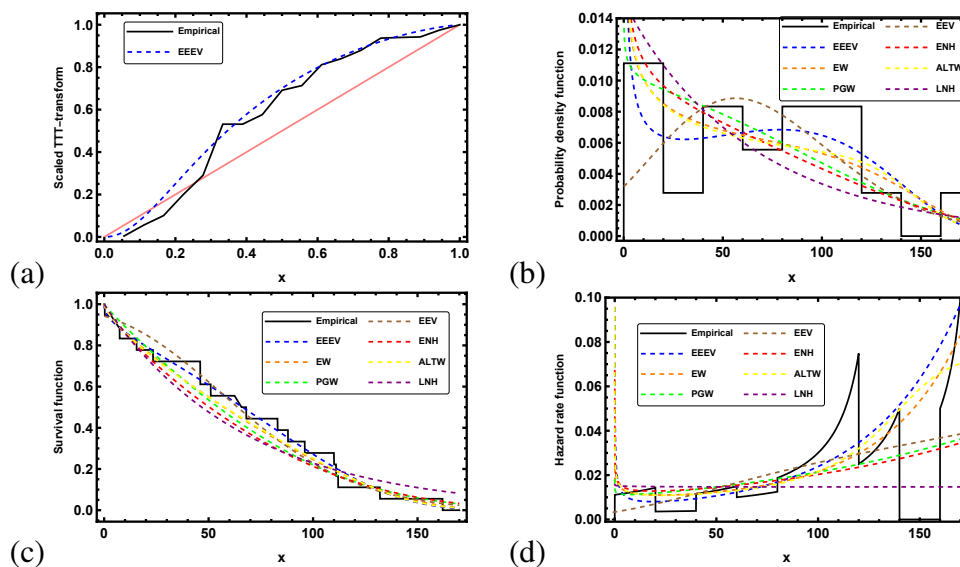 1.0
0.8
0.6
0.4
0.2
0.0
Scaled TTT-transform
Empirical
EEEV
0.0 0.2 0.4 0.6 0.8 1.0
x
(a)
0.014
0.012
0.010
0.008
0.006
0.004
0.002
0.000
Probability density function
Empirical EEV
EEEV ENH
EW ALTW
PGW LNH
0 50 100 150
x
(b)
1.0
0.8
0.6
0.4
0.2
0.0
Survival function
Empirical EEV
EEEV ENH
EW ALTW
PGW LNH
0 50 100 150
x
(c)
0.10
0.08
0.06
0.04
0.02
0.00
Hazard rate function
Empirical EEV
EEEV ENH
EW ALTW
PGW LNH
0 50 100 150
x
(d)